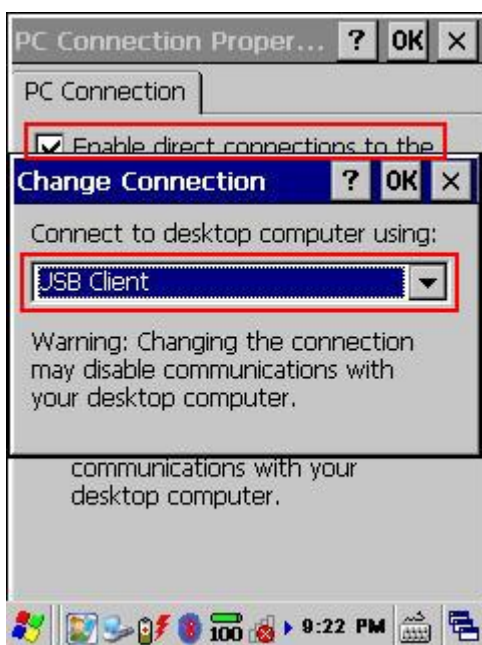 PC Connection Proper... ? OK ×
PC Connection
Enable direct connections to the
Change Connection ? OK ×
Connect to desktop computer using:
USB Client
Warning: Changing the connection
may disable communications with
your desktop computer.
communications with your
desktop computer.
100 9:22 PM